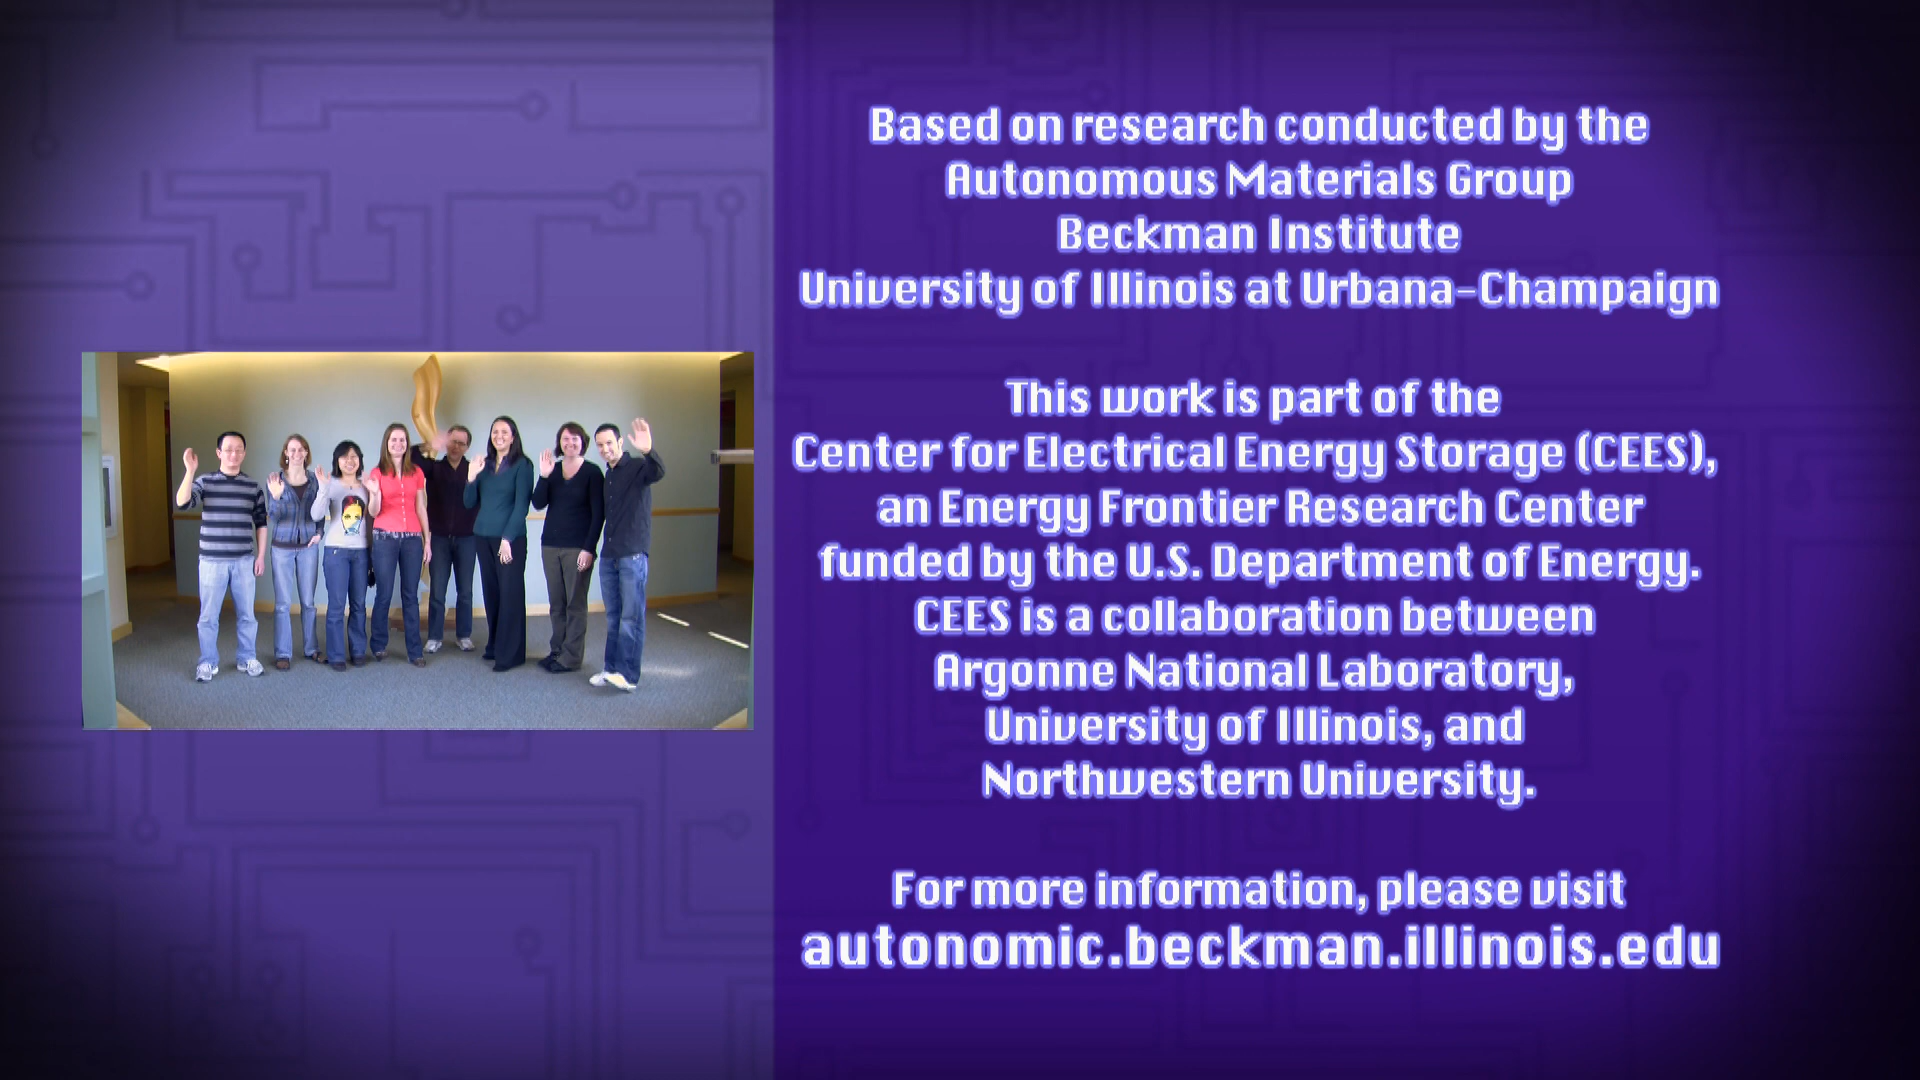 Based on research conducted by the
Autonomous Materials Group
Beckman Institute
University of Illinois at Urbana-Champaign
This work is part of the
Center for Electrical Energy Storage (CEES),
an Energy Frontier Research Center
funded by the U.S. Department of Energy.
CEES is a collaboration between
Argonne National Laboratory,
University of Illinois, and
Northwestern University.
For more information, please visit
autonomic.beckman.illinois.edu